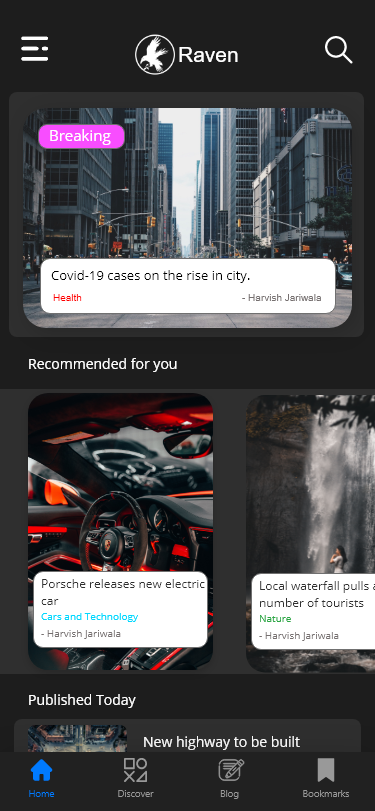 Raven
Breaking
Covid-19 cases on the rise in city.
Health
- Harvish Jariwala
Recommended for you
Porsche releases new electric
car
Cars and Technology
- Harvish Jariwala
Local waterfall pulls
number of tourists
Nature
- Harvish Jariwala
Published Today
New highway to be built
Home
Discover
Blog
Bookmarks